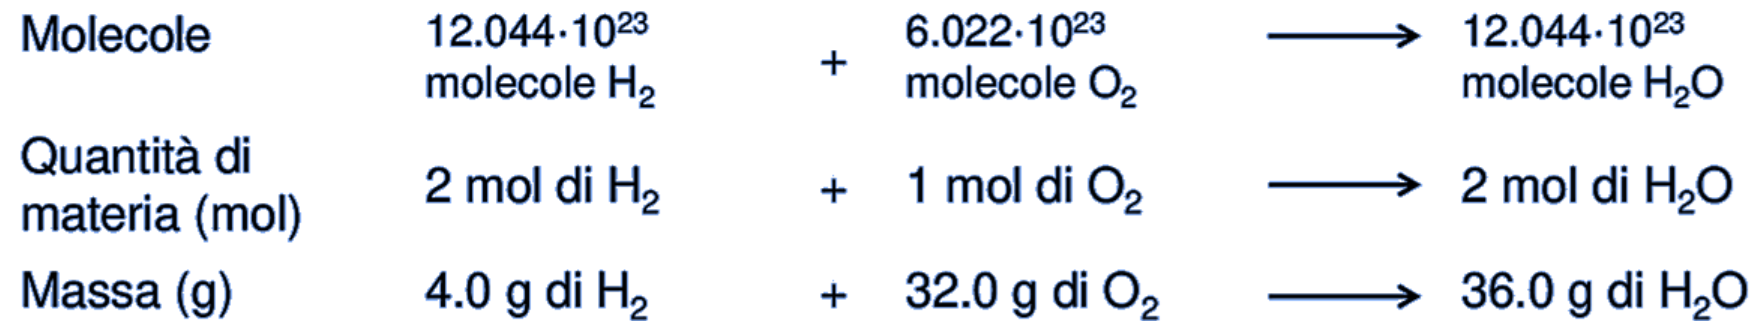 Molecole 12.044·10²³ molecole H₂ + 6.022·10²³ molecole O₂ ⟶ 12.044·10²³ molecole H₂O
Quantità di materia (mol) 2 mol di H₂ + 1 mol di O₂ ⟶ 2 mol di H₂O
Massa (g) 4.0 g di H₂ + 32.0 g di O₂ ⟶ 36.0 g di H₂O